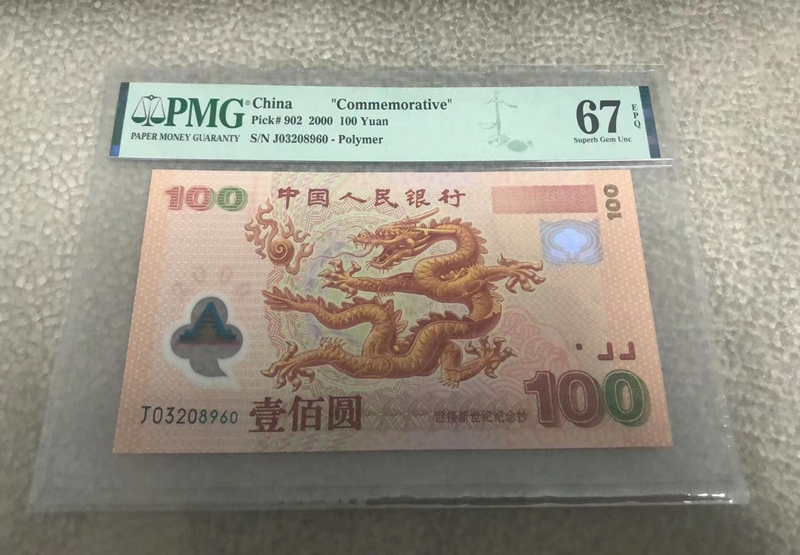 PMG China "Commemorative"
Pick# 902 2000 100 Yuan
PAPER MONEY GUARANTY S/N J03208960 - Polymer
67 EPQ
Superb Gem Unc
100 中国人民银行
100
2000
J03208960 壹佰圆
迎接新世纪纪念钞
100